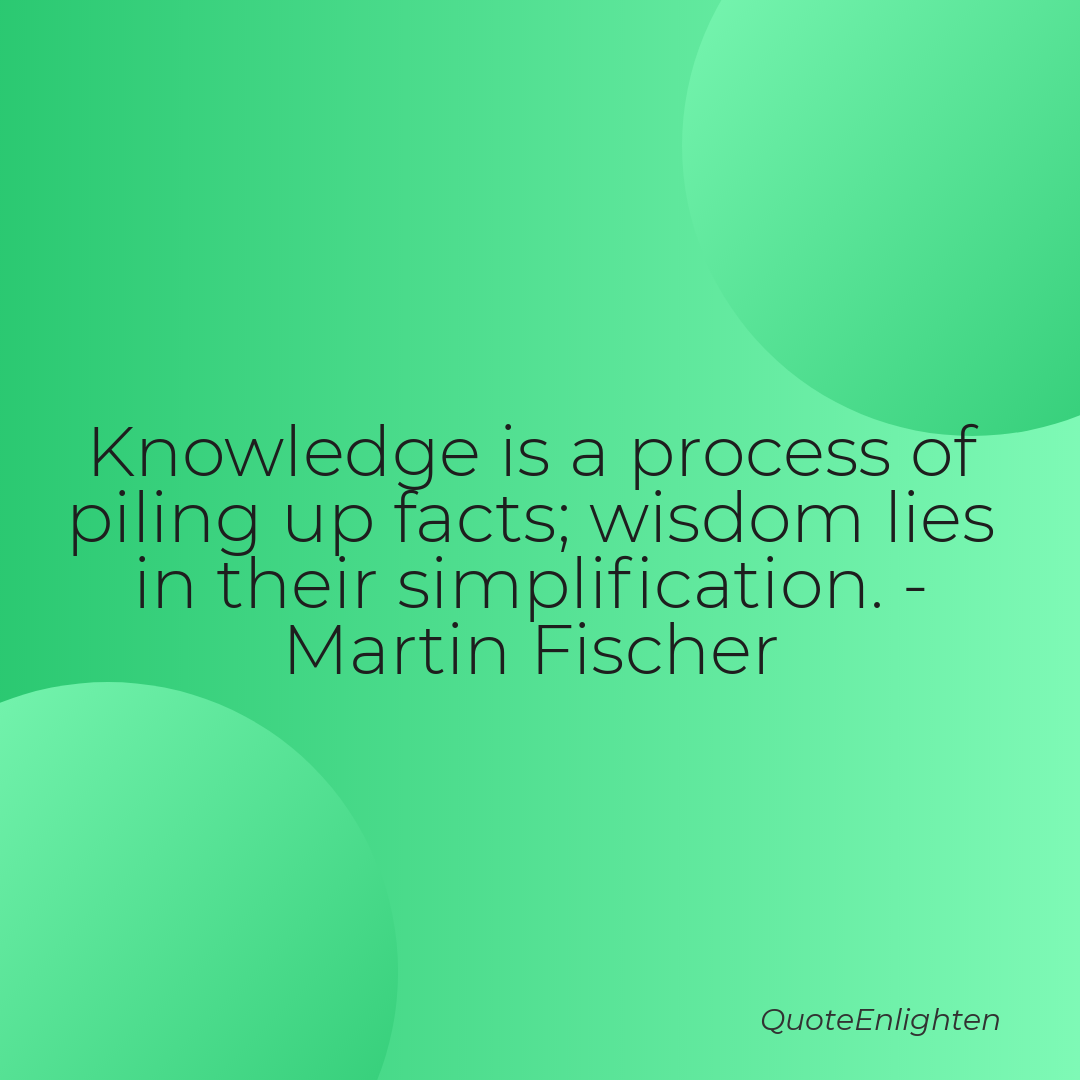 Knowledge is a process of
piling up facts; wisdom lies
in their simplification. -
Martin Fischer
QuoteEnlighten